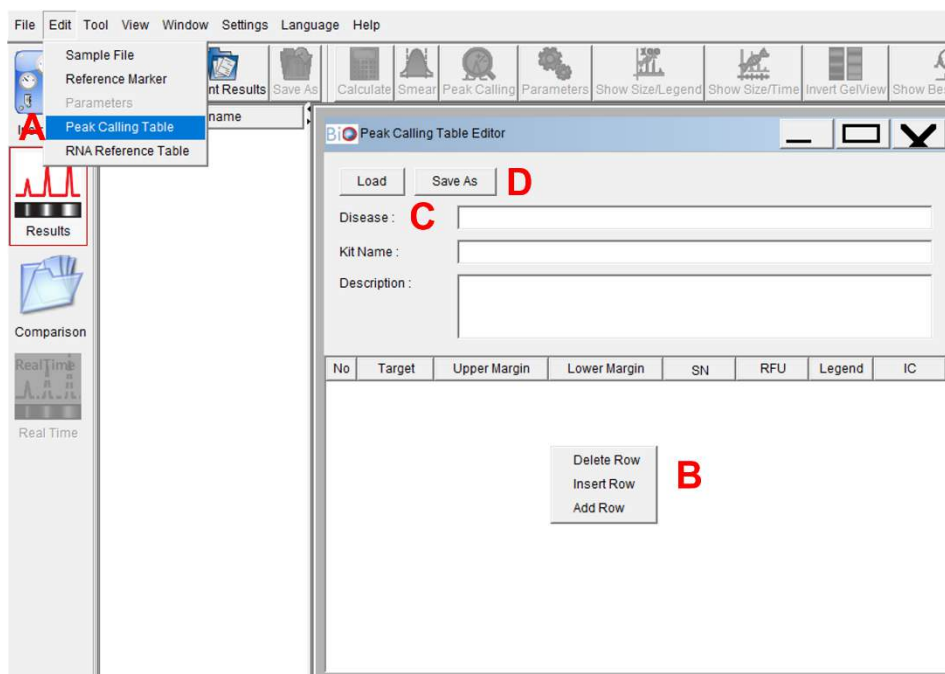 File Edit Tool View Window Settings Language Help
Sample File
Reference Marker
Parameters
Peak Calling Table
RNA Reference Table
A
nt Results Save As Calculate Smear Peak Calling Parameters Show Size/Legend Show Size/Time Invert GelView Show Bes
name
Results
Comparison
RealTime
Real Time
BiO Peak Calling Table Editor
Load Save As D
Disease : C
Kit Name :
Description :
No Target Upper Margin Lower Margin SN RFU Legend IC
Delete Row
Insert Row
Add Row
B